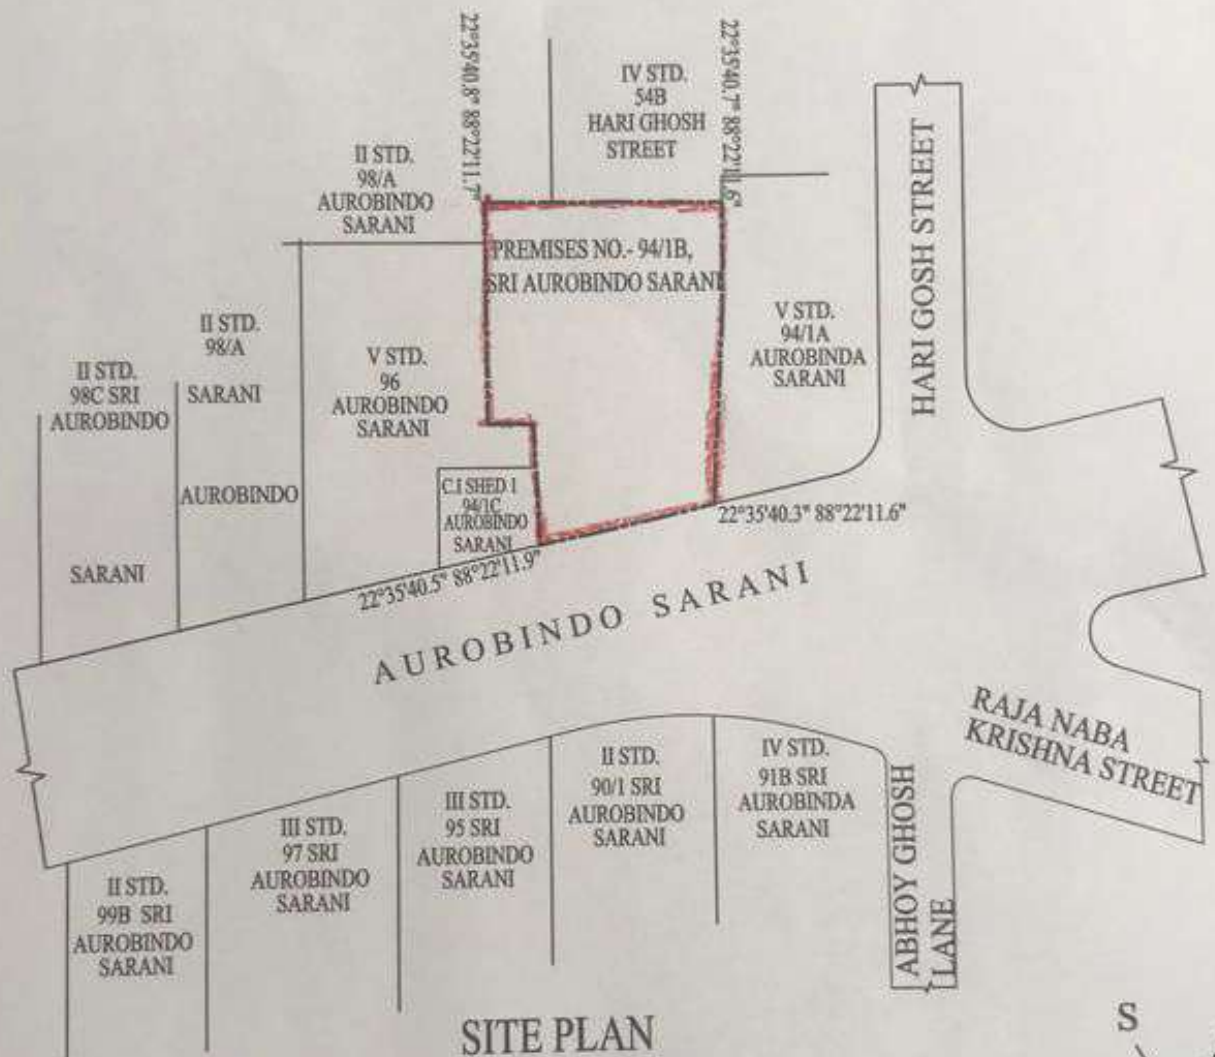 22°35'40.8" 88°22'11.7"
22°35'40.7" 88°22'11.6"
IV STD.
54B
HARI GHOSH
STREET
II STD.
98/A
AUROBINDO
SARANI
PREMISES NO.- 94/1B,
SRI AUROBINDO SARANI
HARI GOSH STREET
V STD.
94/1A
AUROBINDA
SARANI
II STD.
98/A
SARANI
AUROBINDO
V STD.
96
AUROBINDO
SARANI
II STD.
98C SRI
AUROBINDO
SARANI
C.I SHED 1
94/1C
AUROBINDO
SARANI
22°35'40.3" 88°22'11.6"
22°35'40.5" 88°22'11.9"
AUROBINDO SARANI
RAJA NABA
KRISHNA STREET
II STD.
99B SRI
AUROBINDO
SARANI
III STD.
97 SRI
AUROBINDO
SARANI
III STD.
95 SRI
AUROBINDO
SARANI
II STD.
90/1 SRI
AUROBINDO
SARANI
IV STD.
91B SRI
AUROBINDA
SARANI
ABHOY GHOSH
LANE
SITE PLAN
S